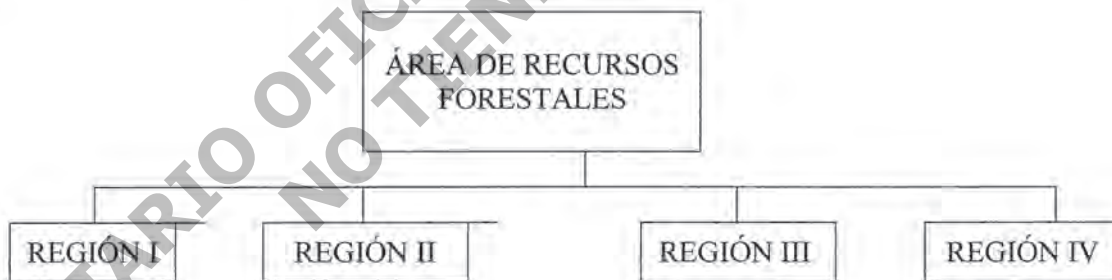 ÁREA DE RECURSOS
FORESTALES
REGIÓN I
REGIÓN II
REGIÓN III
REGIÓN IV